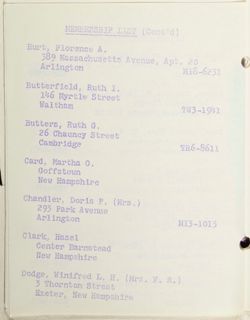 MEMBERSHIP LIST (Cont'd)
Burt, Florence A.
389 Massachusetts Avenue, Apt. 20
Arlington MI8-6231
Butterfield, Ruth I.
146 Myrtle Street
Waltham TW3-1981
Butters, Ruth G.
26 Chauncy Street
Cambridge TR6-8611
Card, Martha O.
Goffstown
New Hampshire
Chandler, Doris P. (Mrs.)
293 Park Avenue
Arlington MI3-1015
Clark, Hazel
Center Barnstead
New Hampshire
Dodge, Winifred L. H. (Mrs. F. S.)
3 Thornton Street
Exeter, New Hampshire